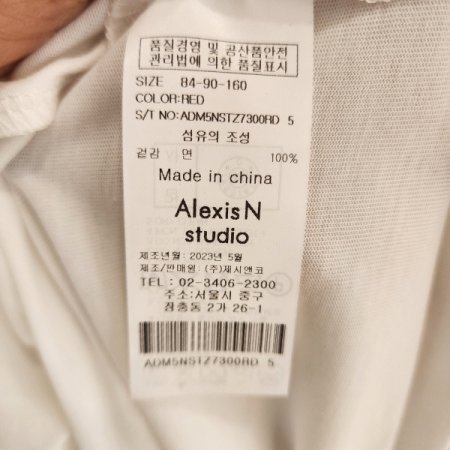 품질경영 및 공산품안전
관리법에 의한 품질표시
SIZE 84-90-160
COLOR:RED
S/T NO:ADM5NSTZ7300RD 5
섬유의 조성
겉감 면 100%
Made in china
AlexisN
studio
제조년월: 2023년 5월
제조/판매원: (주)제시앤코
TEL : 02-3406-2300
주소:서울시 중구
장충동 2가 26-1
ADM5NSTZ7300RD 5